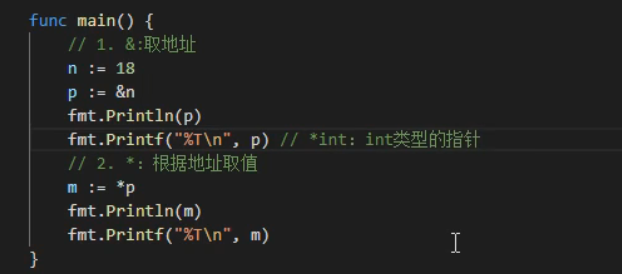 func main() {
// 1. &:取地址
n := 18
p := &n
fmt.Println(p)
fmt.Printf("%T\n", p) // *int: int类型的指针
// 2. *: 根据地址取值
m := *p
fmt.Println(m)
fmt.Printf("%T\n", m)
}